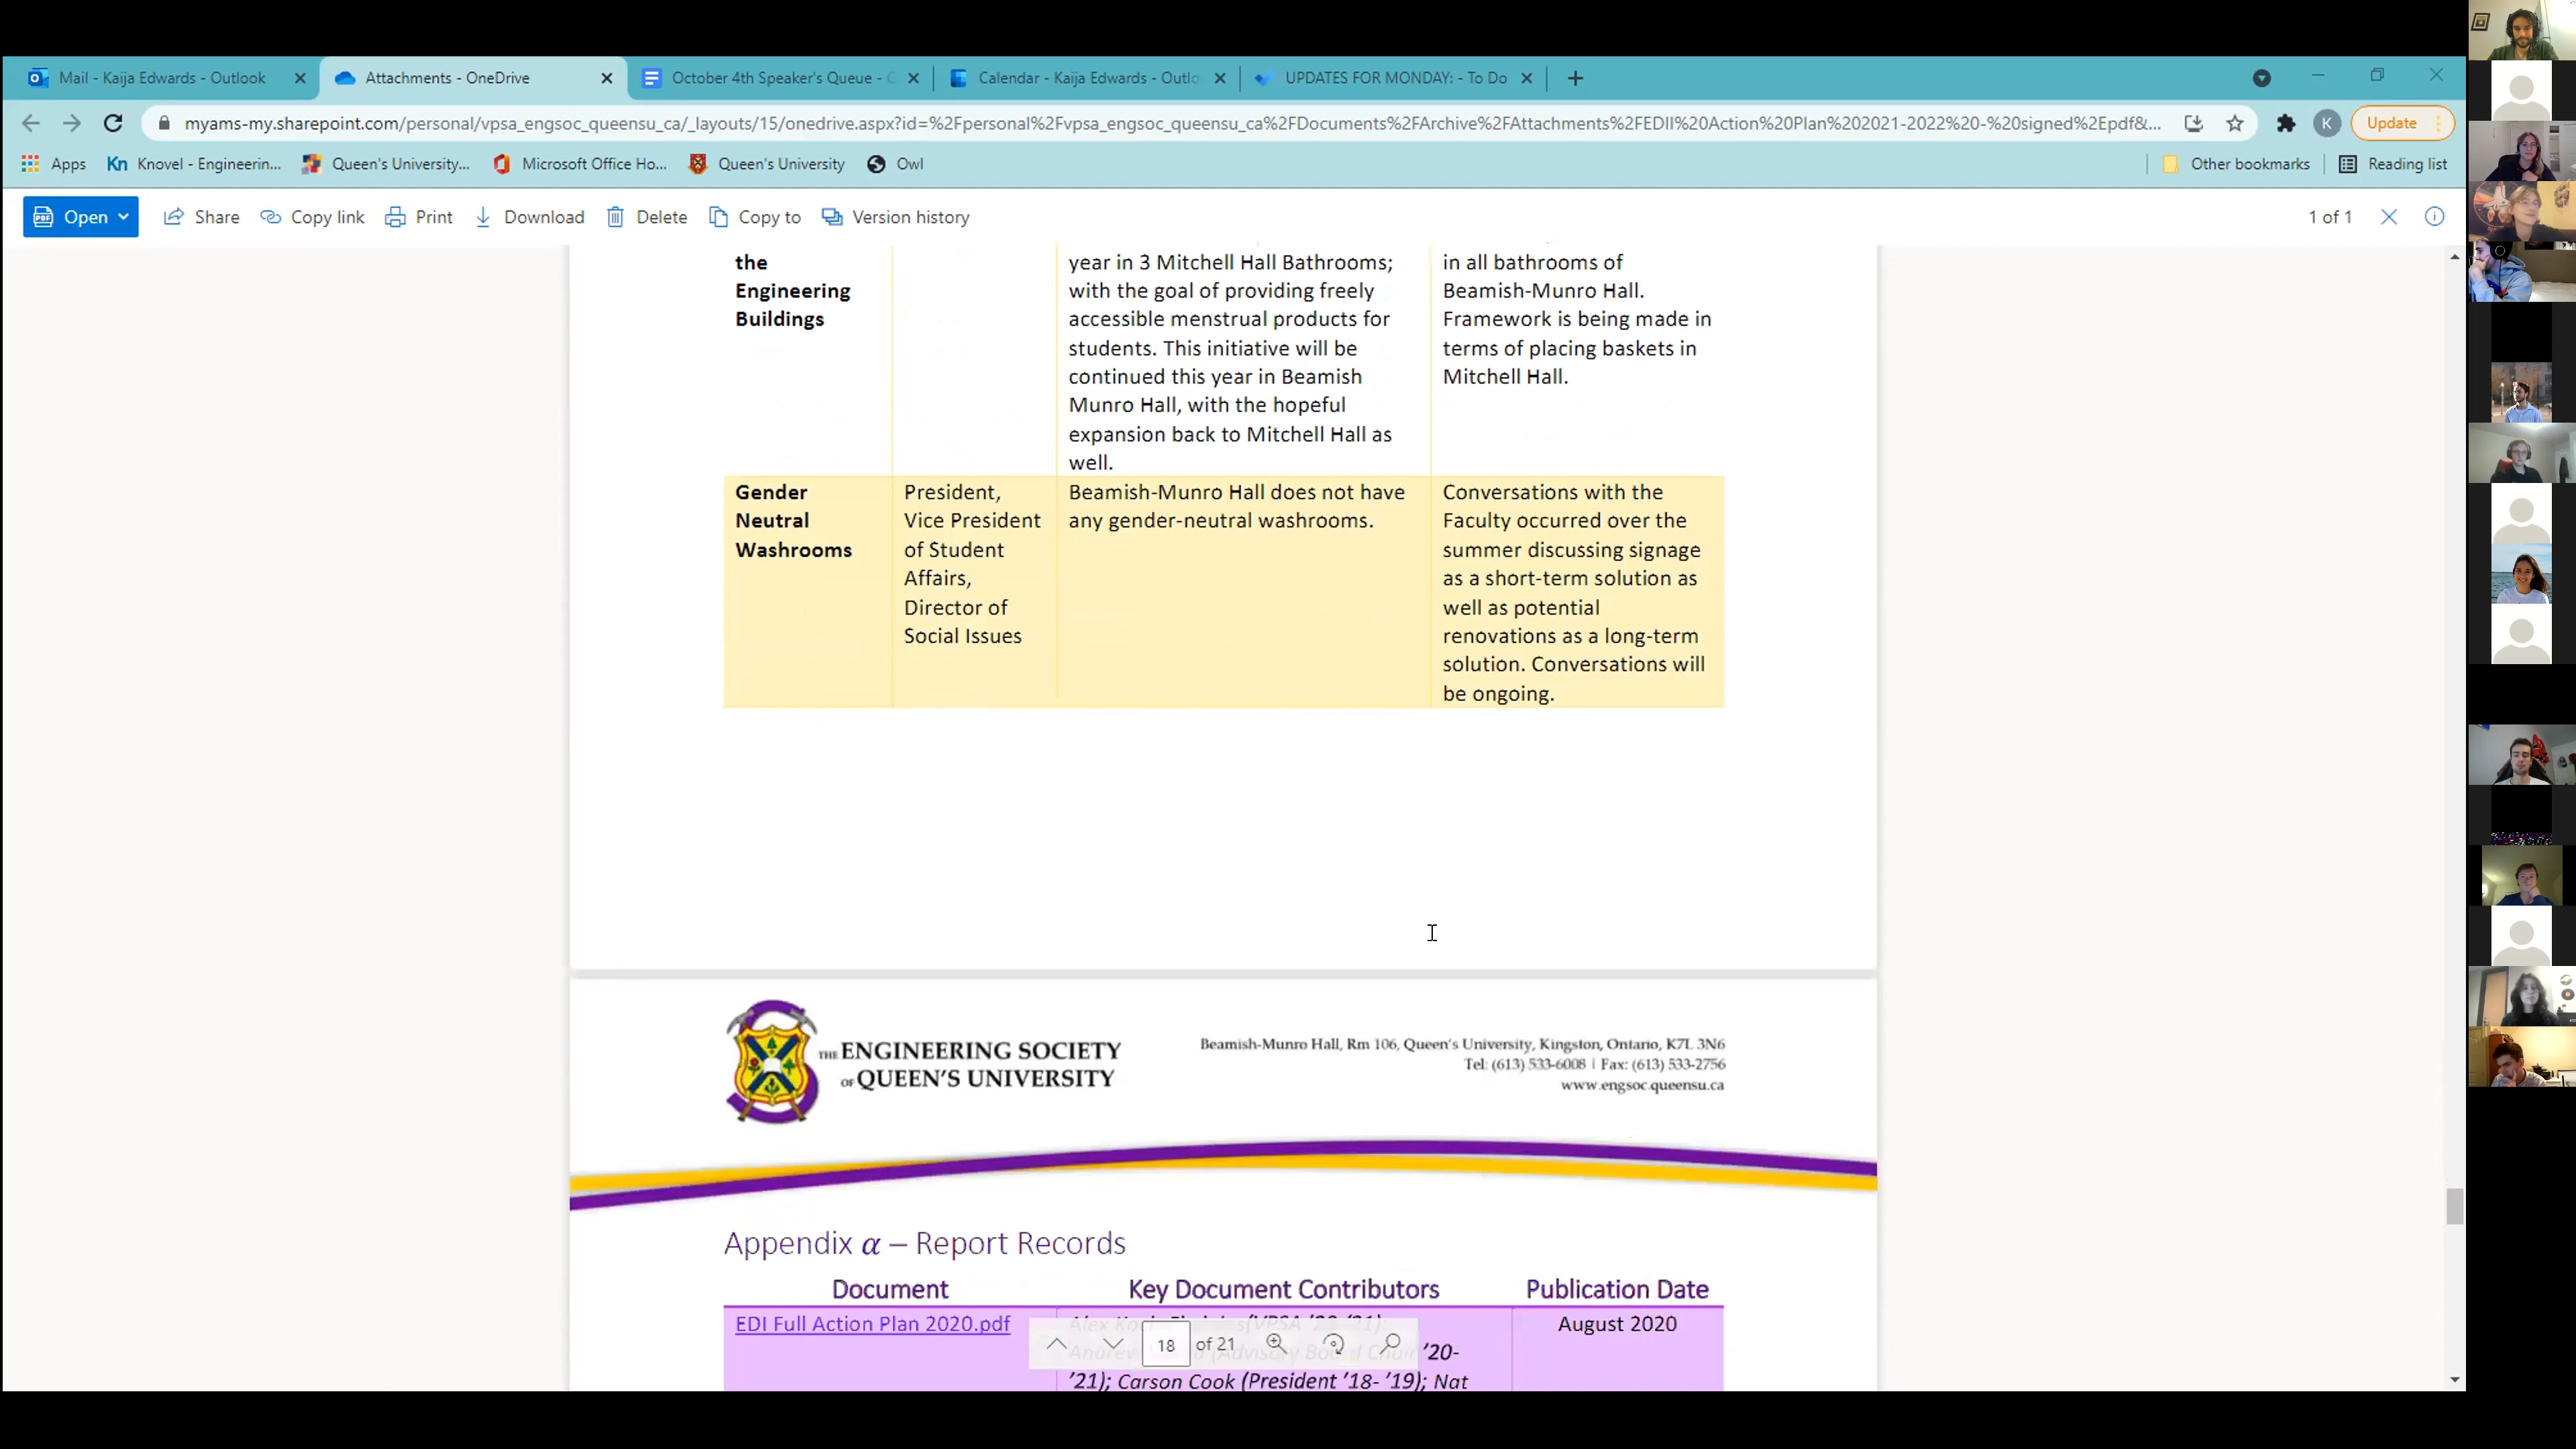 Mail - Kaija Edwards - Outlook
Attachments - OneDrive
October 4th Speaker's Queue - G
Calendar - Kaija Edwards - Outlo
UPDATES FOR MONDAY: - To Do
myams-my.sharepoint.com/personal/vpsa_engsoc_queensu_ca/_layouts/15/onedrive.aspx?id=%2Fpersonal%2Fvpsa_engsoc_queensu_ca%2FDocuments%2FArchive%2FAttachments%2FEDII%20Action%20Plan%202021-2022%20-%20signed%2Epdf&...
K
Update
Apps
Kn Knovel - Engineerin...
Queen's University...
Microsoft Office Ho...
Queen's University
Owl
Other bookmarks
Reading list
PDF Open
Share
Copy link
Print
Download
Delete
Copy to
Version history
1 of 1
the
Engineering
Buildings
year in 3 Mitchell Hall Bathrooms;
with the goal of providing freely
accessible menstrual products for
students. This initiative will be
continued this year in Beamish
Munro Hall, with the hopeful
expansion back to Mitchell Hall as
well.
in all bathrooms of
Beamish-Munro Hall.
Framework is being made in
terms of placing baskets in
Mitchell Hall.
Gender
Neutral
Washrooms
President,
Vice President
of Student
Affairs,
Director of
Social Issues
Beamish-Munro Hall does not have
any gender-neutral washrooms.
Conversations with the
Faculty occurred over the
summer discussing signage
as a short-term solution as
well as potential
renovations as a long-term
solution. Conversations will
be ongoing.
THE ENGINEERING SOCIETY
OF QUEEN'S UNIVERSITY
Beamish-Munro Hall, Rm 106, Queen's University, Kingston, Ontario, K7L 3N6
Tel: (613) 533-6008 | Fax: (613) 533-2756
www.engsoc.queensu.ca
Appendix α – Report Records
Document
Key Document Contributors
Publication Date
EDI Full Action Plan 2020.pdf
August 2020
(Advisory Board Chair '20-
'21); Carson Cook (President '18- '19); Nat
18 of 21